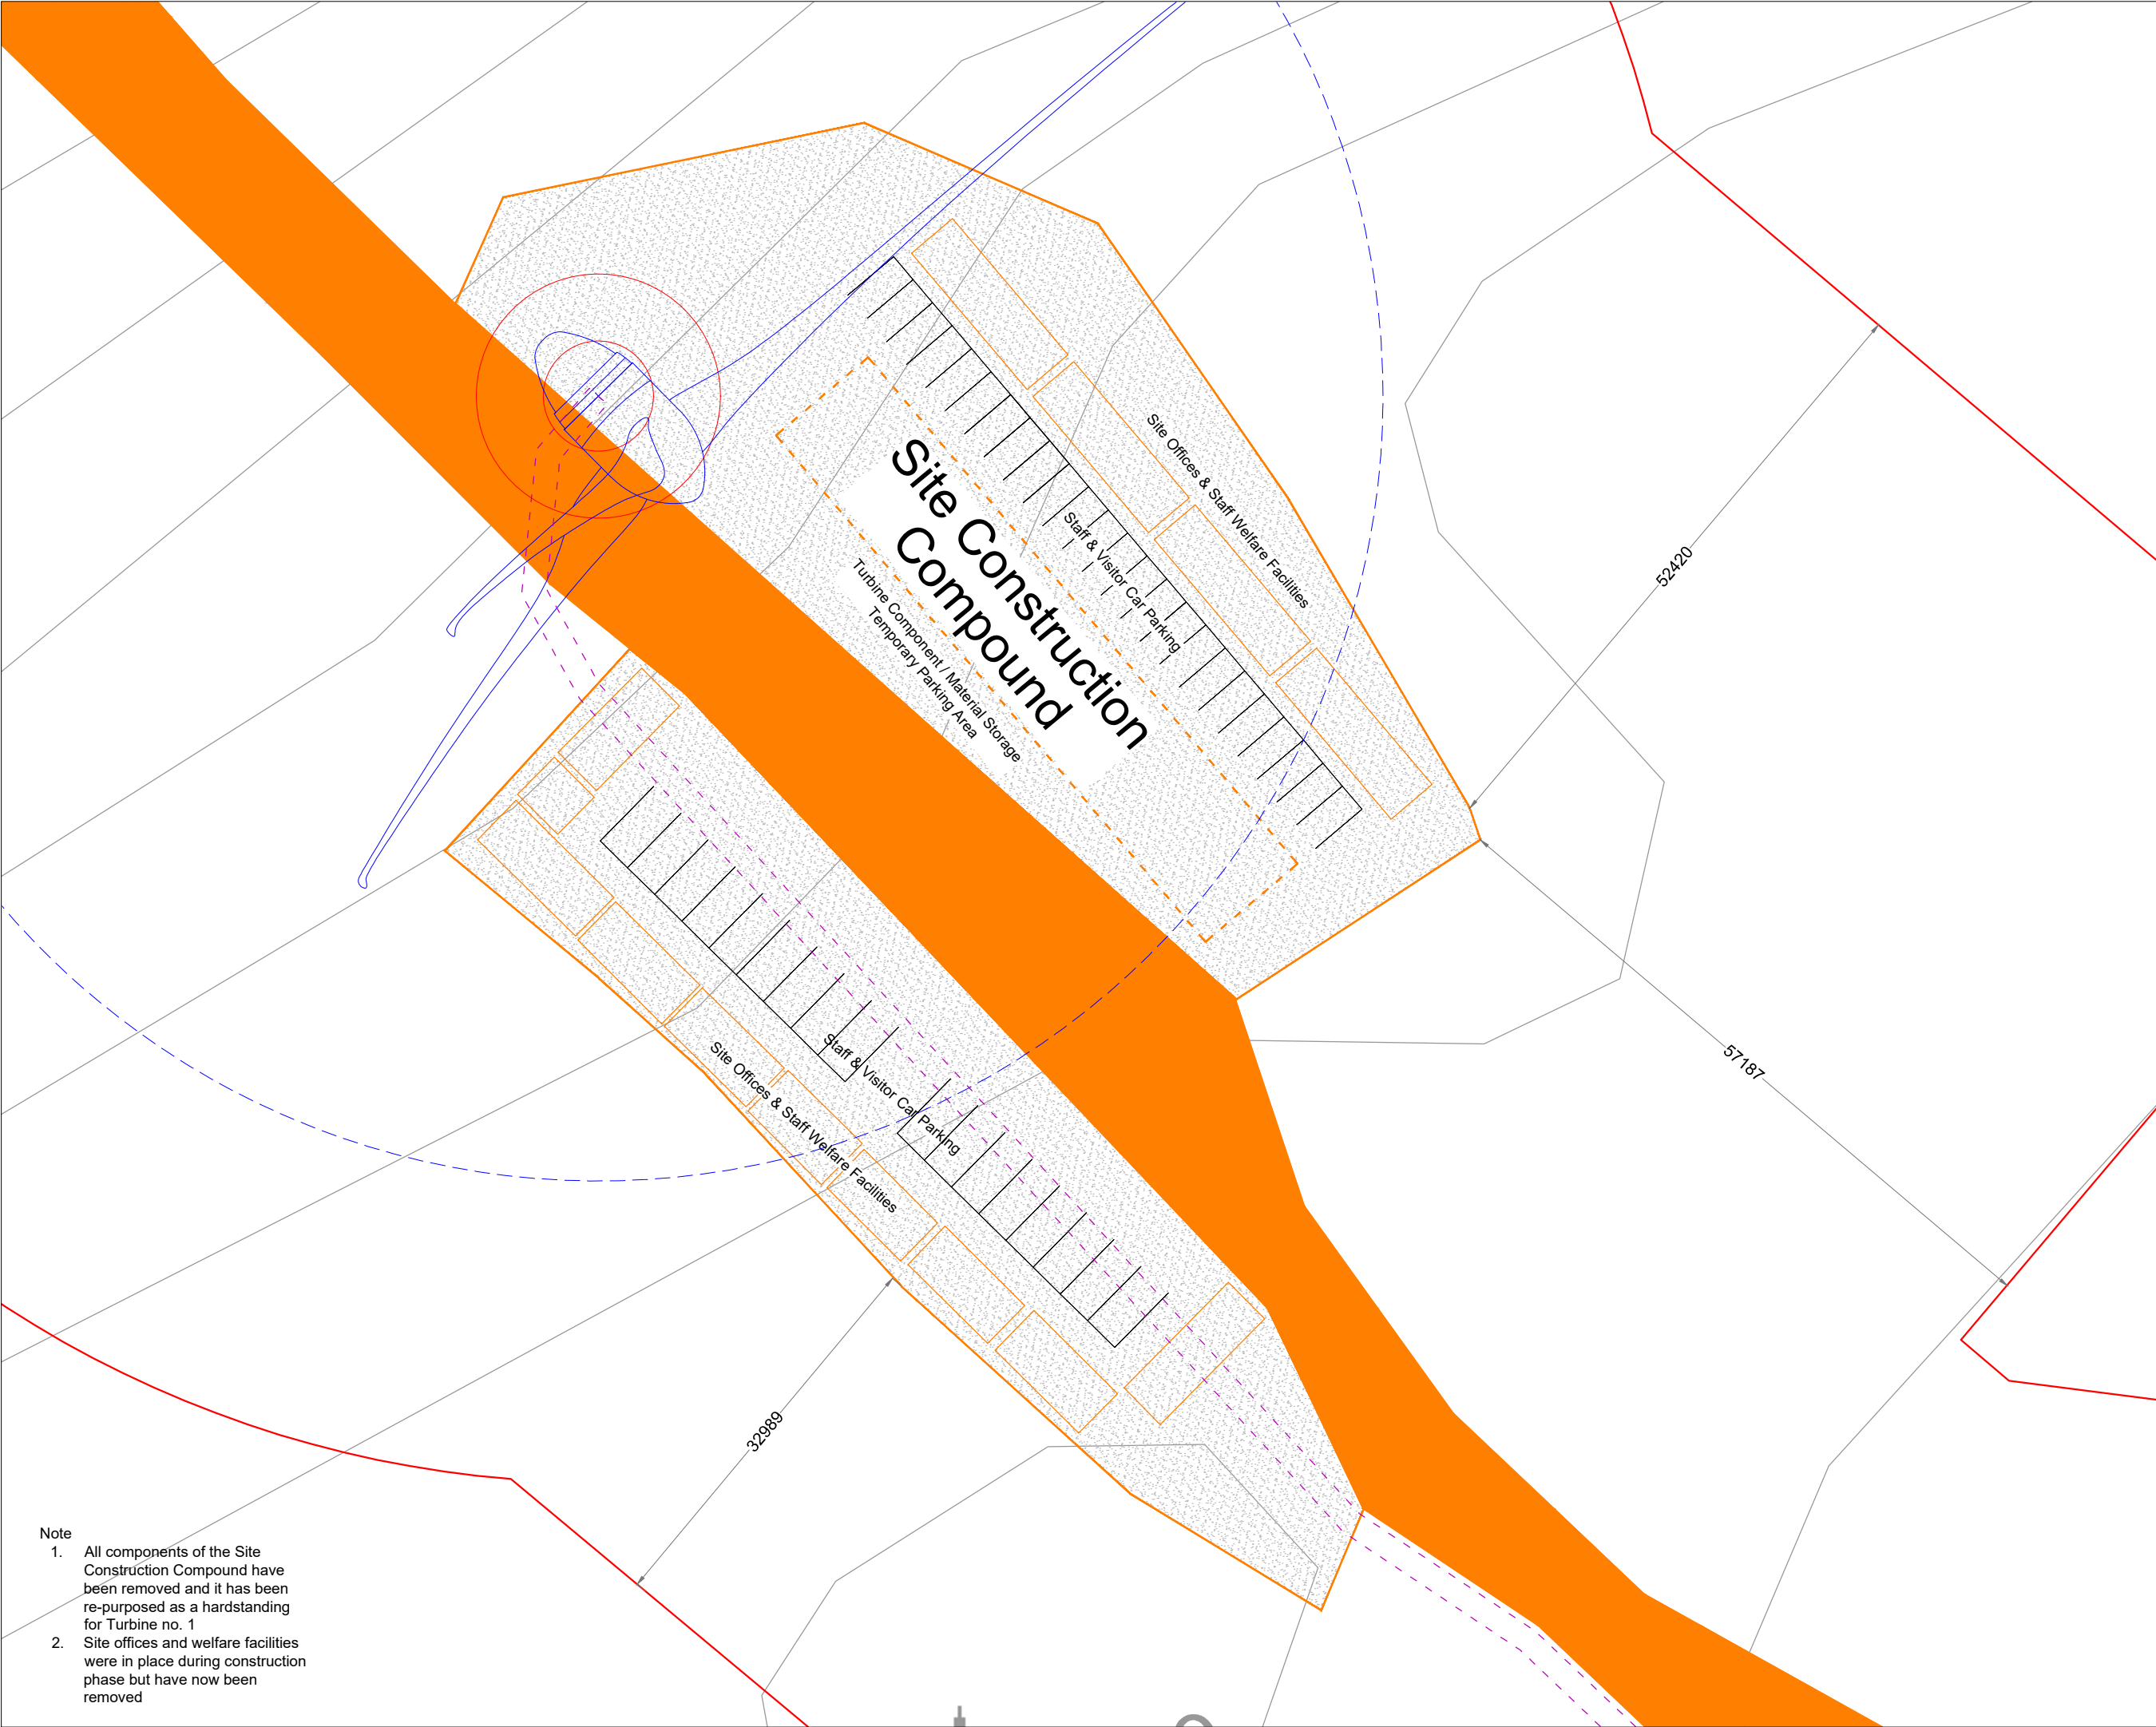 Site Offices & Staff Welfare Facilities
Staff & Visitor Car Parking
Site Construction
Compound
Turbine Component / Material Storage
Temporary Parking Area
52420
57187
Staff & Visitor Car Parking
Site Offices & Staff Welfare Facilities
32989
Note
1. All components of the Site
Construction Compound have
been removed and it has been
re-purposed as a hardstanding
for Turbine no. 1
2. Site offices and welfare facilities
were in place during construction
phase but have now been
removed